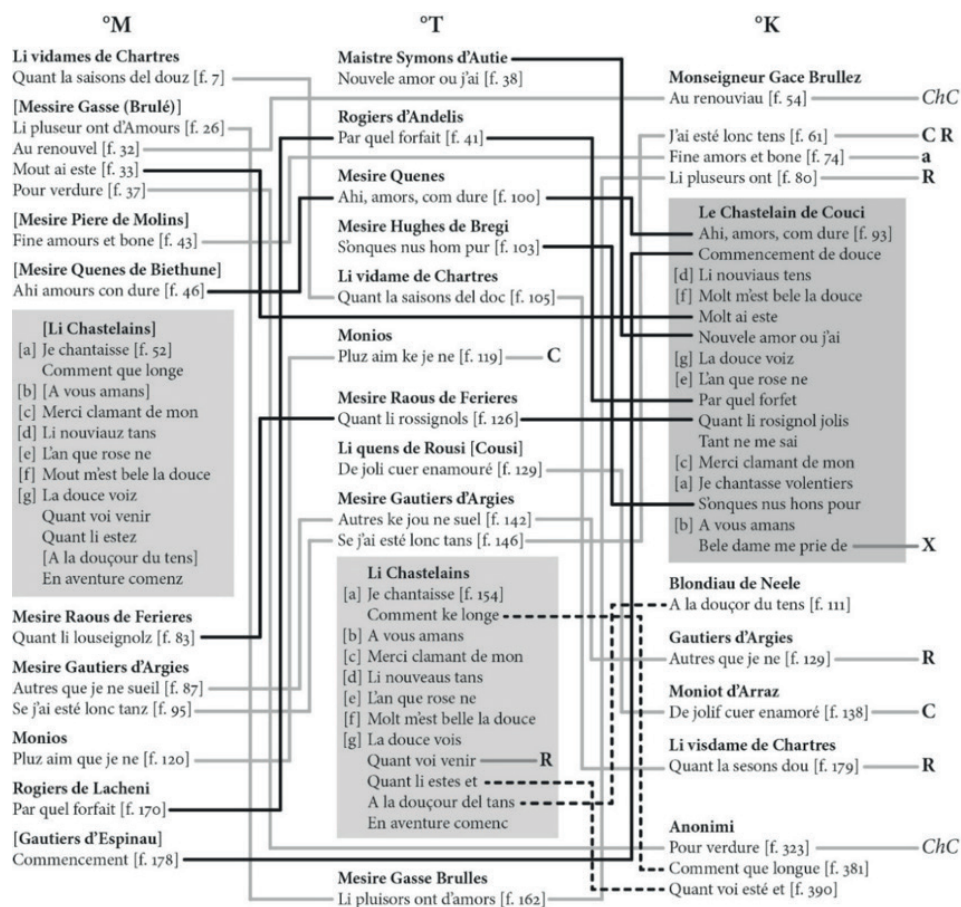 °M
Li vidames de Chartres
Quant la saisons del douz [f. 7]
[Messire Gasse (Brulé)]
Li pluseur ont d'Amours [f. 26]
Au renouvel [f. 32]
Mout ai este [f. 33]
Pour verdure [f. 37]
[Mesire Piere de Molins]
Fine amours et bone [f. 43]
[Mesire Quenes de Biethune]
Ahi amours con dure [f. 46]
[Li Chastelains]
[a] Je chantaisse [f. 52]
Comment que longe
[b] [A vous amans]
[c] Merci clamant de mon
[d] Li nouviauz tans
[e] L'an que rose ne
[f] Mout m'est bele la douce
[g] La douce voiz
Quant voi venir
Quant li estez
[A la douçour du tens]
En aventure comenz
Mesire Raous de Ferieres
Quant li louseignolz [f. 83]
Mesire Gautiers d'Argies
Autres que je ne sueil [f. 87]
Se j'ai esté lonc tanz [f. 95]
Monios
Pluz aim que je ne [f. 120]
Rogiers de Lacheni
Par quel forfait [f. 170]
[Gautiers d'Espinau]
Commencement [f. 178]
°T
Maistre Symons d'Autie
Nouvele amor ou j'ai [f. 38]
Rogiers d'Andelis
Par quel forfait [f. 41]
Mesire Quenes
Ahi, amors, com dure [f. 100]
Mesire Hughes de Bregi
S'onques nus hom pur [f. 103]
Li vidame de Chartres
Quant la saisons del doc [f. 105]
Monios
Pluz aim ke je ne [f. 119] C
Mesire Raous de Ferieres
Quant li rossignols [f. 126]
Li quens de Rousi [Cousi]
De joli cuer enamouré [f. 129]
Mesire Gautiers d'Argies
Autres ke jou ne suel [f. 142]
Se j'ai esté lonc tans [f. 146]
Li Chastelains
[a] Je chantaisse [f. 154]
Comment ke longe
[b] A vous amans
[c] Merci clamant de mon
[d] Li nouveaus tans
[e] L'an que rose ne
[f] Molt m'est belle la douce
[g] La douce vois
Quant voi venir R
Quant li estes et
A la douçour del tans
En aventure comenc
Mesire Gasse Brulles
Li pluisors ont d'amors [f. 162]
°K
Monseigneur Gace Brullez
Au renouviau [f. 54] ChC
J'ai esté lonc tens [f. 61] C R
Fine amors et bone [f. 74] a
Li pluseurs ont [f. 80] R
Le Chastelain de Couci
Ahi, amors, com dure [f. 93]
Commencement de douce
[d] Li nouviaus tens
[f] Molt m'est bele la douce
Molt ai este
Nouvele amor ou j'ai
[g] La douce voiz
[e] L'an que rose ne
Par quel forfet
Quant li rosignol jolis
Tant ne me sai
[c] Merci clamant de mon
[a] Je chantasse volentiers
S'onques nus hons pour
[b] A vous amans
Bele dame me prie de X
Blondiau de Neele
A la douçor du tens [f. 111]
Gautiers d'Argies
Autres que je ne [f. 129] R
Moniot d'Arraz
De jolif cuer enamoré [f. 138] C
Li visdame de Chartres
Quant la sesons dou [f. 179] R
Anonimi
Pour verdure [f. 323] ChC
Comment que longue [f. 381]
Quant voi esté et [f. 390]